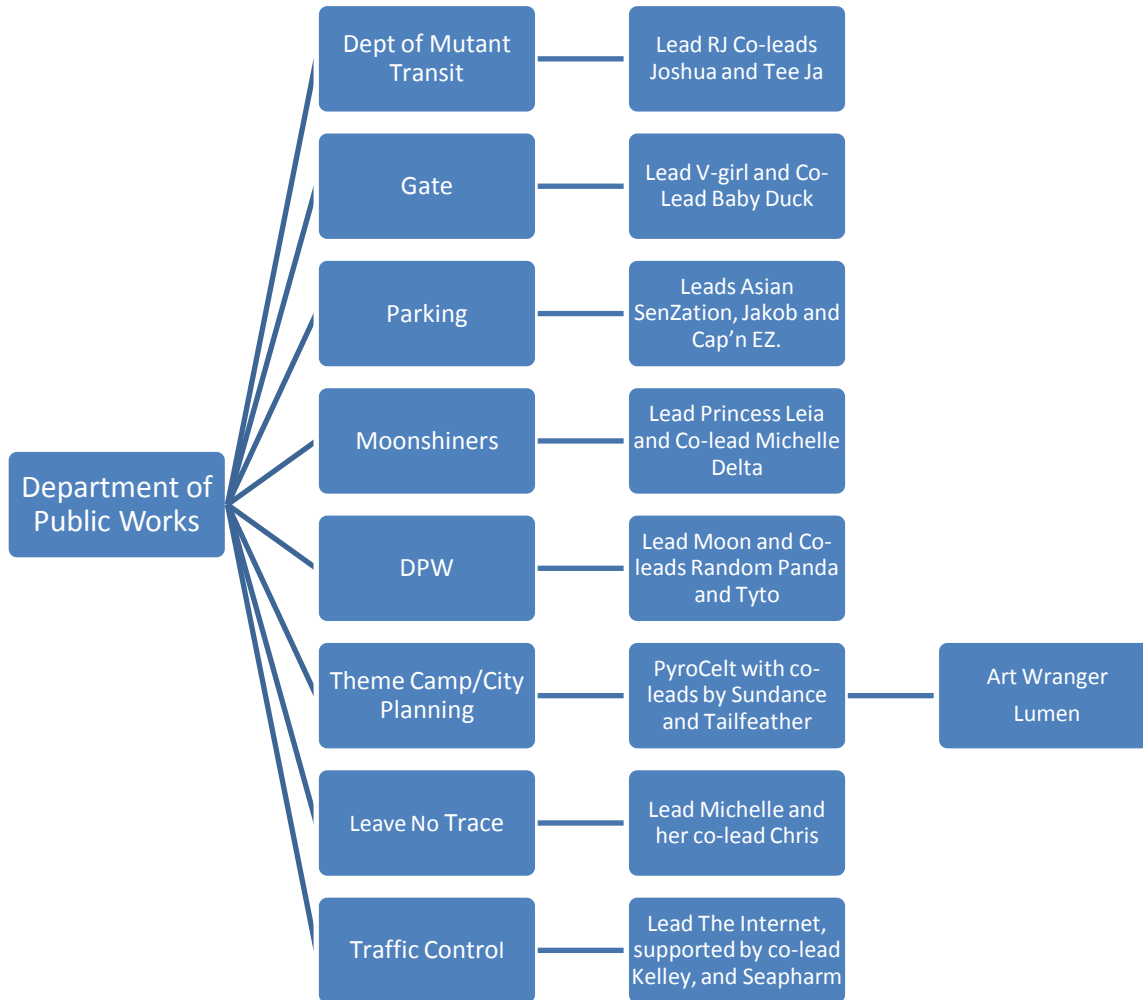 Dept of Mutant
Transit
Lead RJ Co-leads
Joshua and Tee Ja
Gate
Lead V-girl and Co-
Lead Baby Duck
Parking
Leads Asian
SenZation, Jakob and
Cap’n EZ.
Moonshiners
Lead Princess Leia
and Co-lead Michelle
Delta
Department of
Public Works
DPW
Lead Moon and Co-
leads Random Panda
and Tyto
Theme Camp/City
Planning
PyroCelt with co-
leads by Sundance
and Tailfeather
Art Wranger
Lumen
Leave No Trace
Lead Michelle and
her co-lead Chris
Traffic Control
Lead The Internet,
supported by co-lead
Kelley, and Seapharm